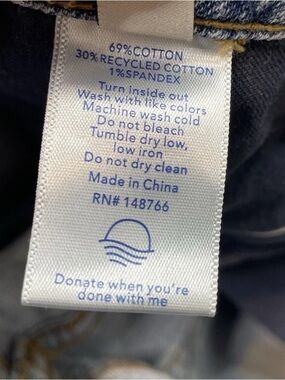 69% COTTON
30% RECYCLED COTTON
1% SPANDEX
Turn inside out
Wash with like colors
Machine wash cold
Do not bleach
Tumble dry low,
low iron
Do not dry clean
Made in China
RN# 148766
Donate when you're
done with me